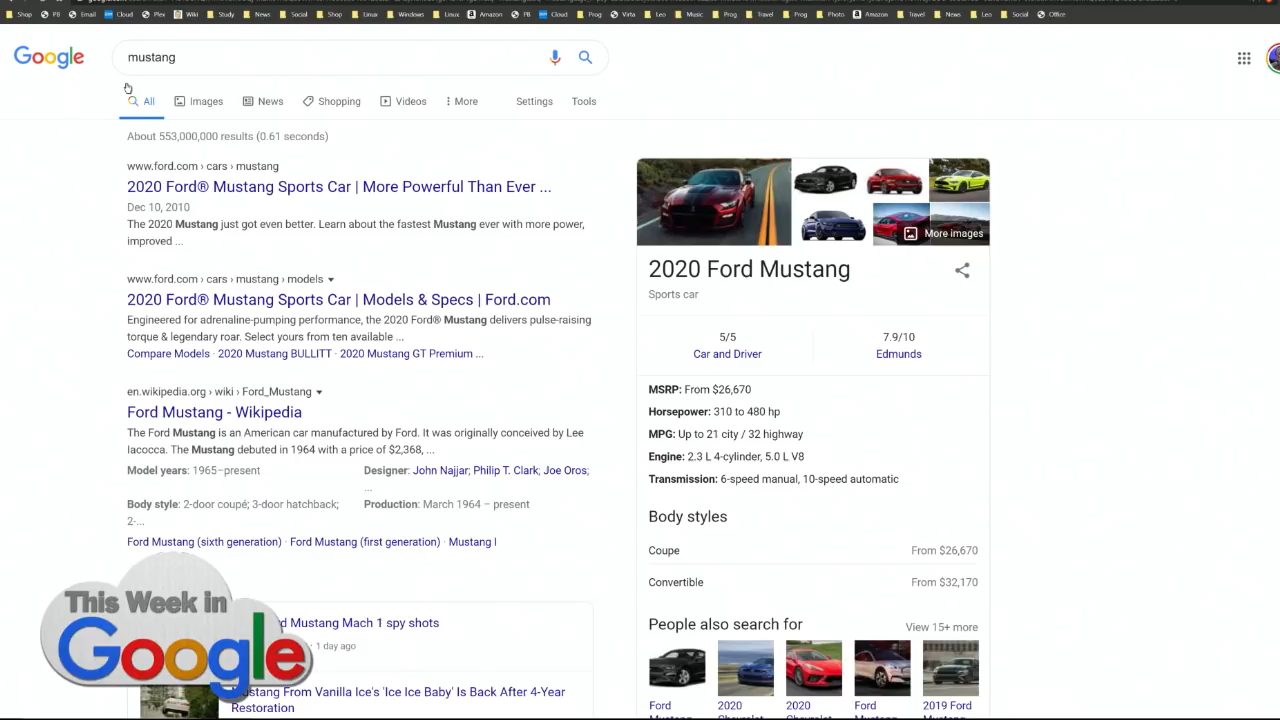 Shop PB Email Cloud Plex Wiki Study News Social Shop Linux Windows Linux Amazon PB Cloud Prog Virta Leo Music Prog Travel Prog Photo Amazon Travel News Leo Social Office
Google mustang
All Images News Shopping Videos More Settings Tools
About 553,000,000 results (0.61 seconds)
www.ford.com › cars › mustang
2020 Ford® Mustang Sports Car | More Powerful Than Ever ...
Dec 10, 2010
The 2020 Mustang just got even better. Learn about the fastest Mustang ever with more power,
improved ...
www.ford.com › cars › mustang › models
2020 Ford® Mustang Sports Car | Models & Specs | Ford.com
Engineered for adrenaline-pumping performance, the 2020 Ford® Mustang delivers pulse-raising
torque & legendary roar. Select yours from ten available ...
Compare Models · 2020 Mustang BULLITT · 2020 Mustang GT Premium ...
en.wikipedia.org › wiki › Ford_Mustang
Ford Mustang - Wikipedia
The Ford Mustang is an American car manufactured by Ford. It was originally conceived by Lee
Iacocca. The Mustang debuted in 1964 with a price of $2,368, ...
Model years: 1965–present
Designer: John Najjar; Philip T. Clark; Joe Oros;
...
Body style: 2-door coupé; 3-door hatchback;
2-...
Production: March 1964 – present
Ford Mustang (sixth generation) · Ford Mustang (first generation) · Mustang I
This Week in
Google
d Mustang Mach 1 spy shots
· 1 day ago
Mustang From Vanilla Ice's 'Ice Ice Baby' Is Back After 4-Year
Restoration
More images
2020 Ford Mustang
Sports car
5/5
Car and Driver
7.9/10
Edmunds
MSRP: From $26,670
Horsepower: 310 to 480 hp
MPG: Up to 21 city / 32 highway
Engine: 2.3 L 4-cylinder, 5.0 L V8
Transmission: 6-speed manual, 10-speed automatic
Body styles
Coupe From $26,670
Convertible From $32,170
People also search for View 15+ more
Ford 2020 2020 Ford 2019 Ford
Mustang Chevrolet Chevrolet Mustang Mustang